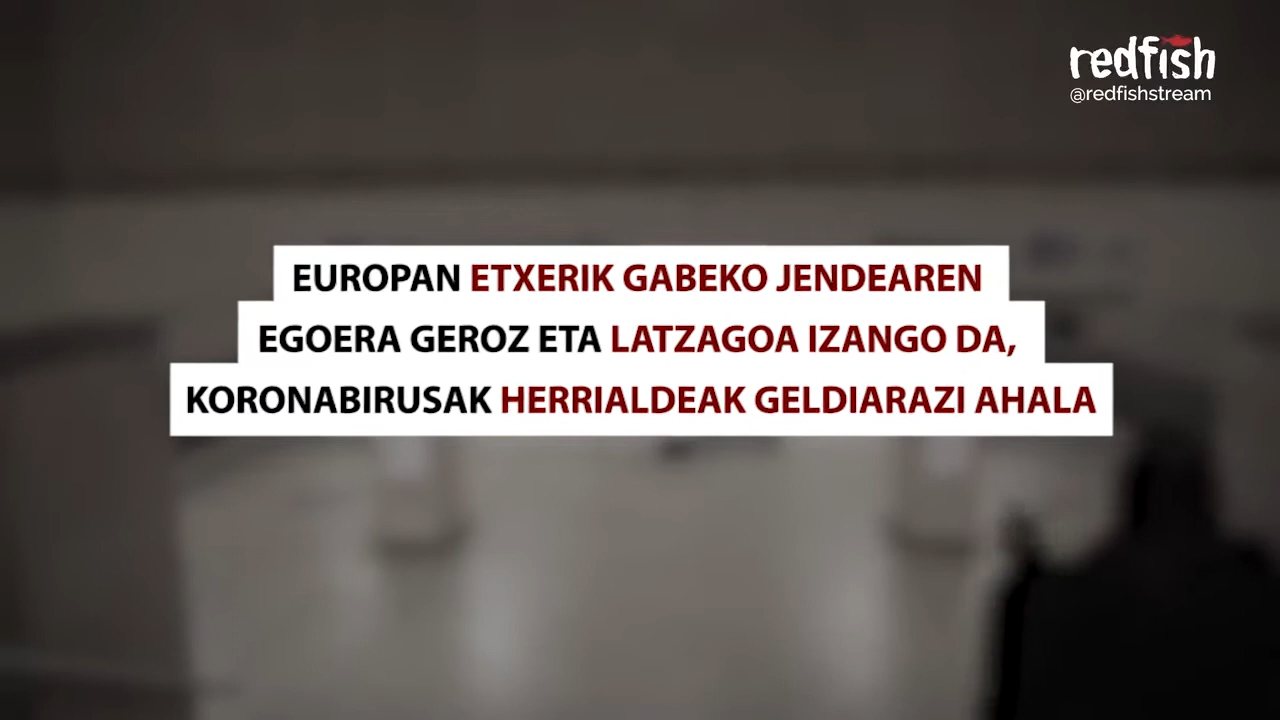 redfish
@redfishstream
EUROPAN ETXERIK GABEKO JENDEAREN
EGOERA GEROZ ETA LATZAGOA IZANGO DA,
KORONABIRUSAK HERRIALDEAK GELDIARAZI AHALA